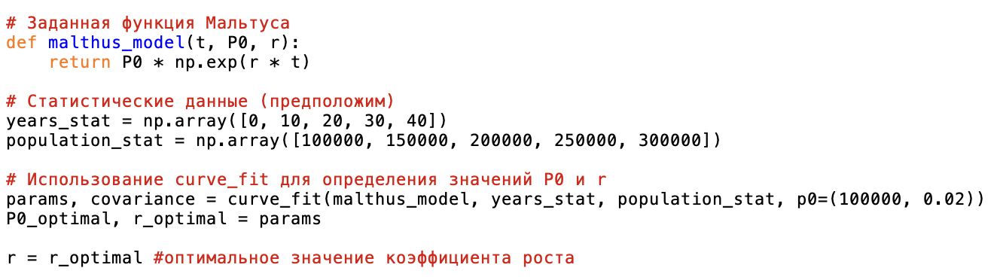 # Заданная функция Мальтуса
def malthus_model(t, P0, r):
    return P0 * np.exp(r * t)
# Статистические данные (предположим)
years_stat = np.array([0, 10, 20, 30, 40])
population_stat = np.array([100000, 150000, 200000, 250000, 300000])
# Использование curve_fit для определения значений P0 и r
params, covariance = curve_fit(malthus_model, years_stat, population_stat, p0=(100000, 0.02))
P0_optimal, r_optimal = params
r = r_optimal #оптимальное значение коэффициента роста